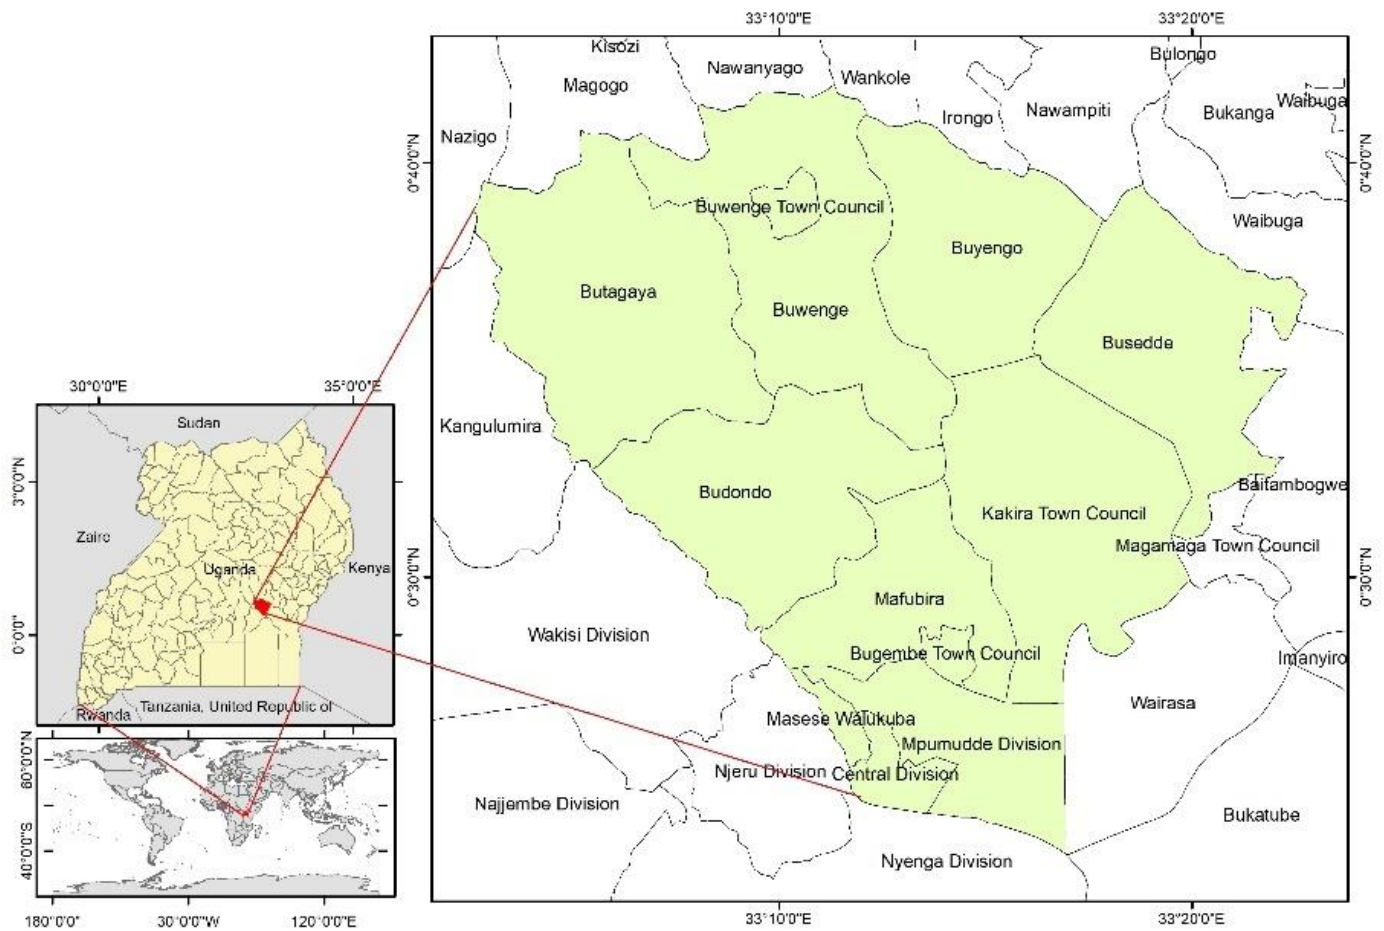 33°10'0"E
33°20'0"E
Kisozi
Bulongo
Nawanyago
Wankole
Magogo
Waibuga
Nawampiti
Bukanga
Irongo
Nazigo
0°40'0"N
0°40'0"N
Buwenge Town Council
Waibuga
Buyengo
Butagaya
Buwenge
Busedde
30°0'0"E
35°0'0"E
Kangulumira
Sudan
3°0'0"N
Budondo
Baitambogwe
Kakira Town Council
Zaire
Magamaga Town Council
Uganda
Kenya
0°30'0"N
0°30'0"N
Mafubira
0°0'0"
Wakisi Division
Bugembe Town Council
Imanyiro
Wairasa
Tanzania, United Republic of
Rwanda
Masese Walukuba
Mpumudde Division
60°0'0"N
Njeru Division
Central Division
Najjembe Division
Bukatube
40°0'0"S
Nyenga Division
180°0'0"
30°0'0"W
120°0'0"E
33°10'0"E
33°20'0"E